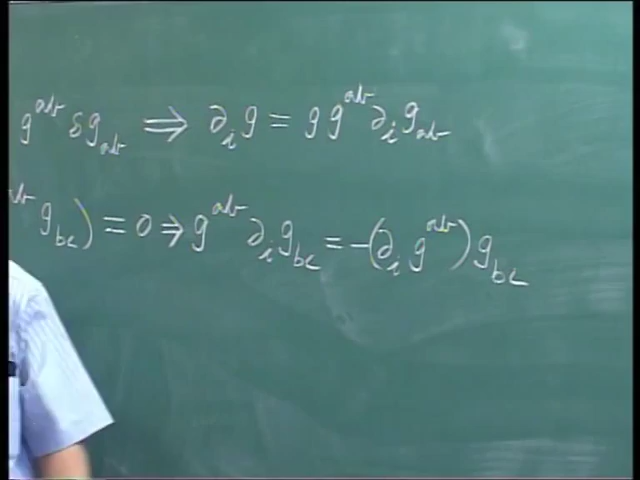 g^{ab} δg_{ab} ⇒ ∂_i g = g g^{ab} ∂_i g_{ab}
^{ab} g_{bc}) = 0 ⇒ g^{ab} ∂_i g_{bc} = -(∂_i g^{ab}) g_{bc}